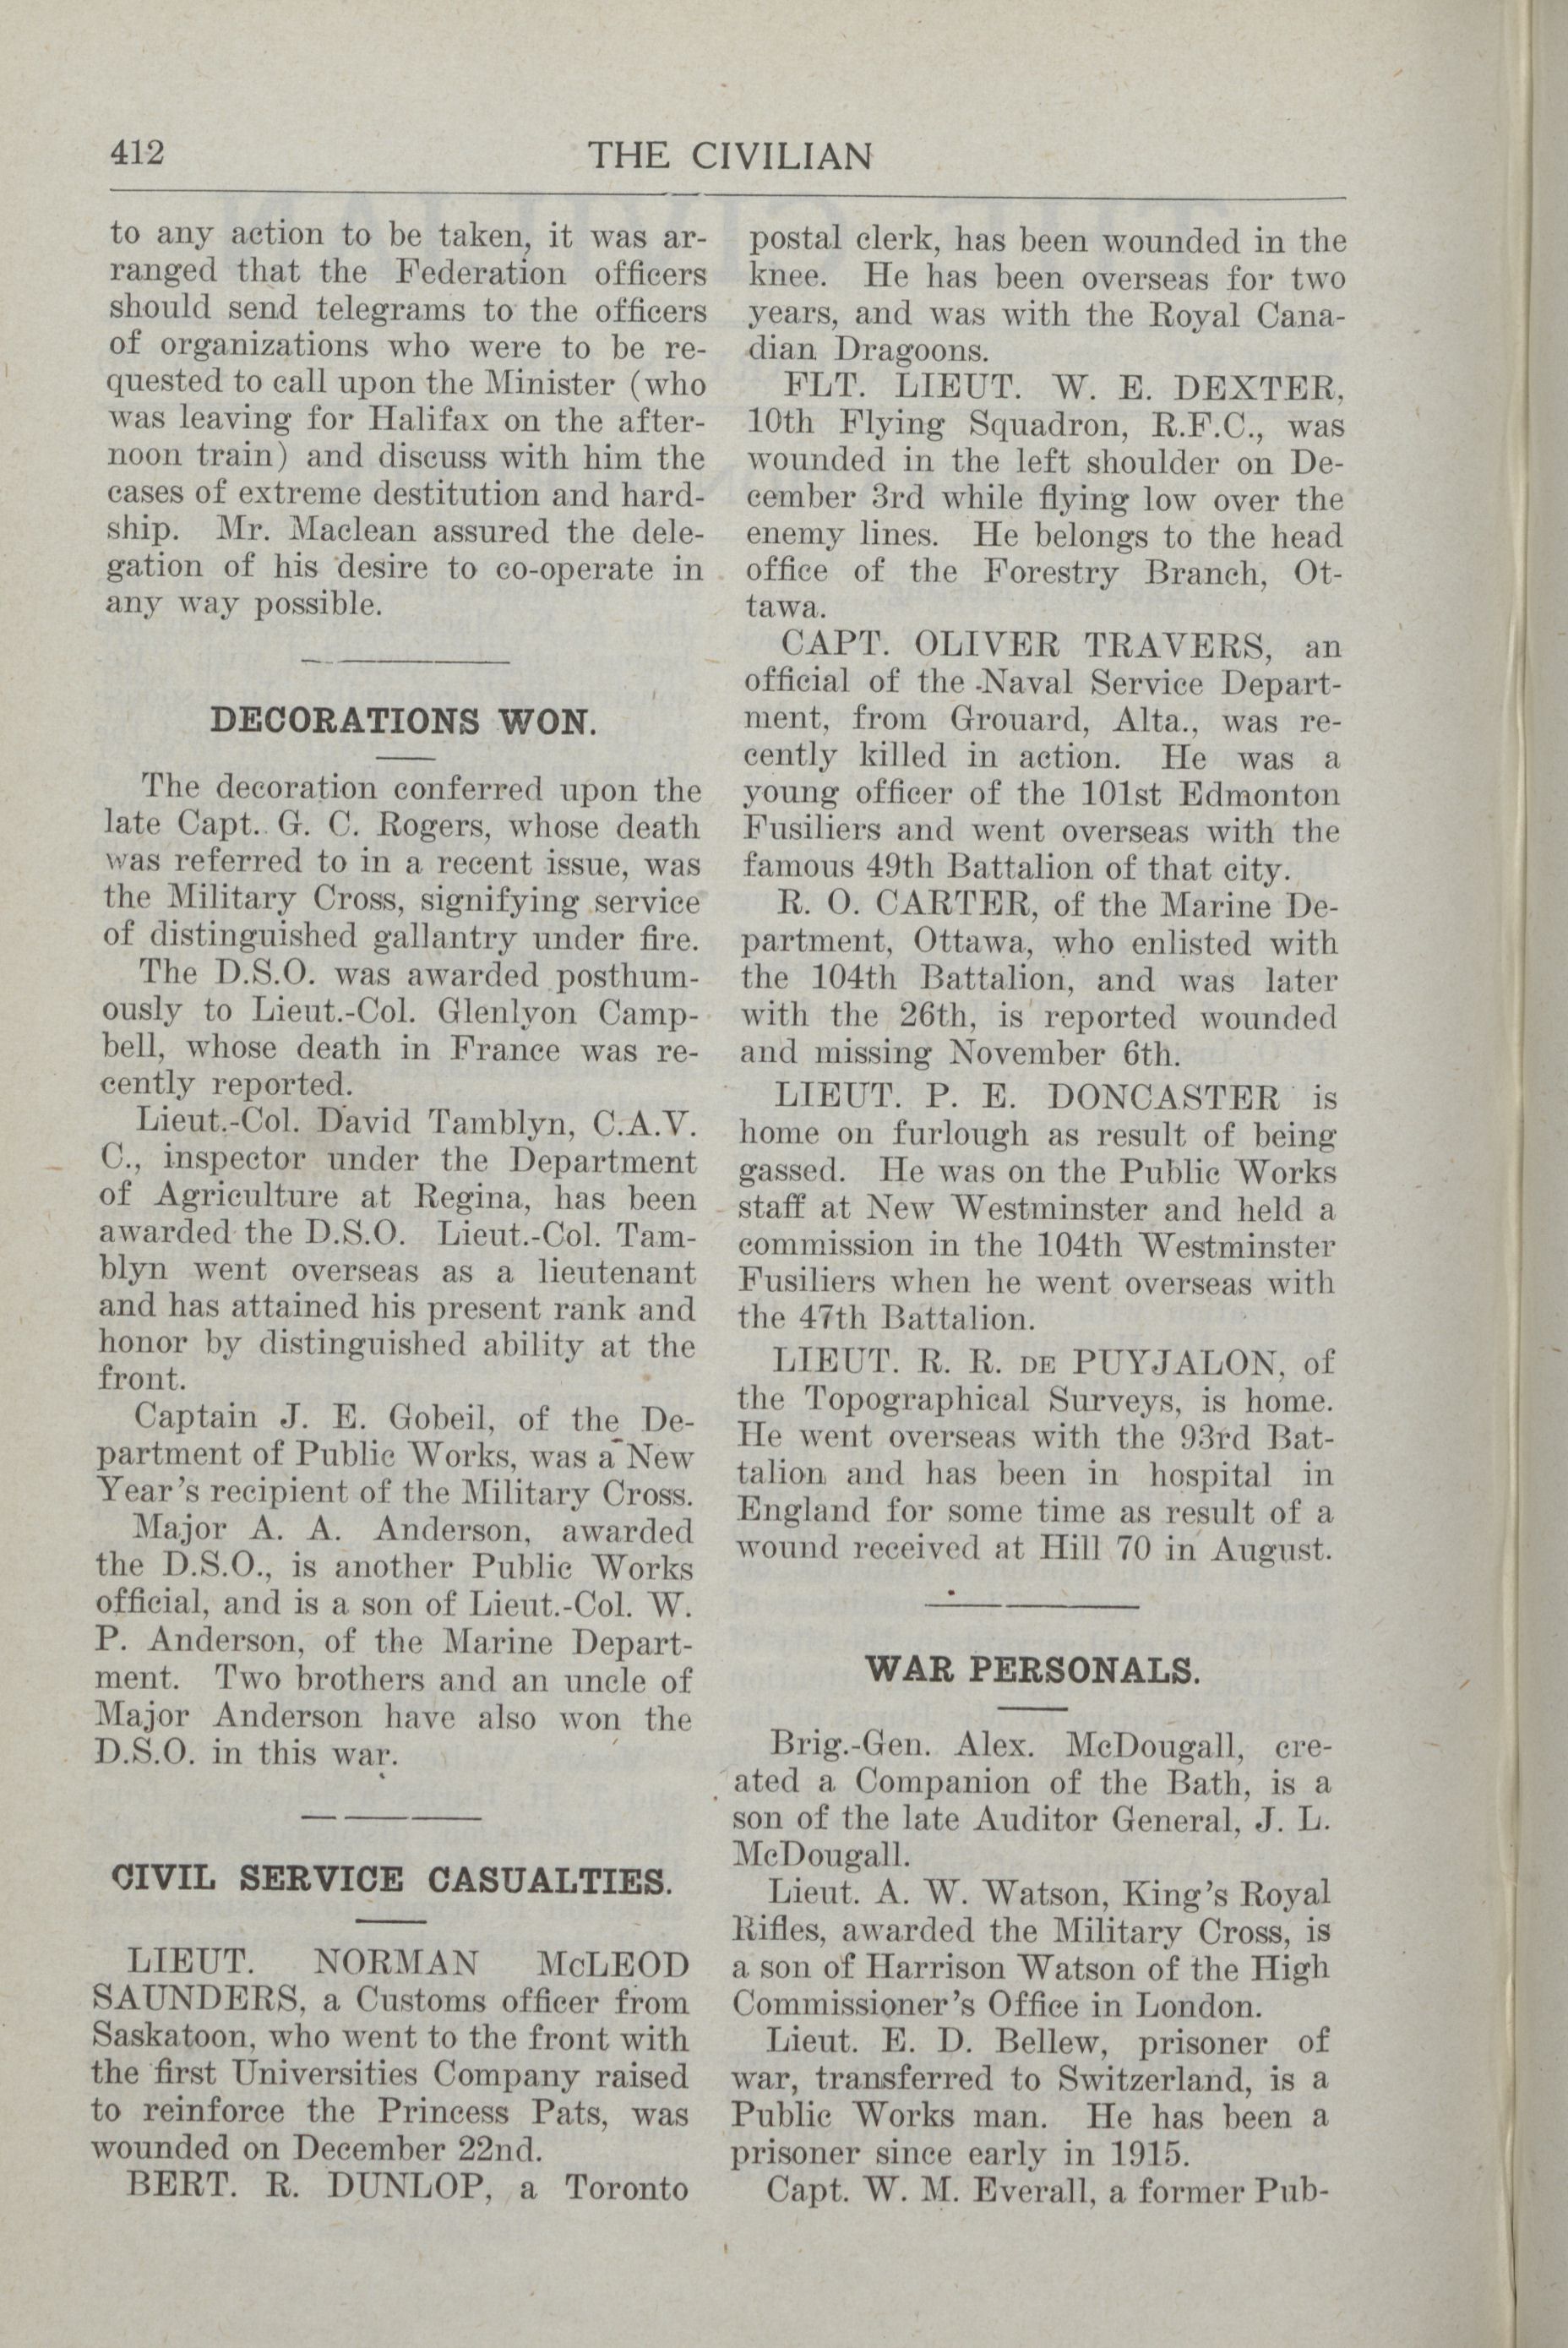 412
THE CIVILIAN
to any action to be taken, it was ar-
ranged that the Federation officers
should send telegrams to the officers
of organizations who were to be re-
quested to call upon the Minister (who
was leaving for Halifax on the after-
noon train) and discuss with him the
cases of extreme destitution and hard-
ship. Mr. Maclean assured the dele-
gation of his desire to co-operate in
any way possible.
DECORATIONS WON.
The decoration conferred upon the
late Capt. G. C. Rogers, whose death
was referred to in a recent issue, was
the Military Cross, signifying service
of distinguished gallantry under fire.
The D.S.O. was awarded posthum-
ously to Lieut.-Col. Glenlyon Camp-
bell, whose death in France was re-
cently reported.
Lieut.-Col. David Tamblyn, C.A.V.
C., inspector under the Department
of Agriculture at Regina, has been
awarded the D.S.O. Lieut.-Col. Tam-
blyn went overseas as a lieutenant
and has attained his present rank and
honor by distinguished ability at the
front.
Captain J. E. Gobeil, of the De-
partment of Public Works, was a New
Year's recipient of the Military Cross.
Major A. A. Anderson, awarded
the D.S.O., is another Public Works
official, and is a son of Lieut.-Col. W.
P. Anderson, of the Marine Depart-
ment. Two brothers and an uncle of
Major Anderson have also won the
D.S.O. in this war.
CIVIL SERVICE CASUALTIES.
LIEUT. NORMAN McLEOD
SAUNDERS, a Customs officer from
Saskatoon, who went to the front with
the first Universities Company raised
to reinforce the Princess Pats, was
wounded on December 22nd.
BERT. R. DUNLOP, a Toronto
postal clerk, has been wounded in the
knee. He has been overseas for two
years, and was with the Royal Cana-
dian Dragoons.
FLT. LIEUT. W. E. DEXTER,
10th Flying Squadron, R.F.C., was
wounded in the left shoulder on De-
cember 3rd while flying low over the
enemy lines. He belongs to the head
office of the Forestry Branch, Ot-
tawa.
CAPT. OLIVER TRAVERS, an
official of the Naval Service Depart-
ment, from Grouard, Alta., was re-
cently killed in action. He was a
young officer of the 101st Edmonton
Fusiliers and went overseas with the
famous 49th Battalion of that city.
R. O. CARTER, of the Marine De-
partment, Ottawa, who enlisted with
the 104th Battalion, and was later
with the 26th, is reported wounded
and missing November 6th.
LIEUT. P. E. DONCASTER is
home on furlough as result of being
gassed. He was on the Public Works
staff at New Westminster and held a
commission in the 104th Westminster
Fusiliers when he went overseas with
the 47th Battalion.
LIEUT. R. R. DE PUYJALON, of
the Topographical Surveys, is home.
He went overseas with the 93rd Bat-
talion and has been in hospital in
England for some time as result of a
wound received at Hill 70 in August.
WAR PERSONALS.
Brig.-Gen. Alex. McDougall, cre-
ated a Companion of the Bath, is a
son of the late Auditor General, J. L.
McDougall.
Lieut. A. W. Watson, King's Royal
Rifles, awarded the Military Cross, is
a son of Harrison Watson of the High
Commissioner's Office in London.
Lieut. E. D. Bellew, prisoner of
war, transferred to Switzerland, is a
Public Works man. He has been a
prisoner since early in 1915.
Capt. W. M. Everall, a former Pub-